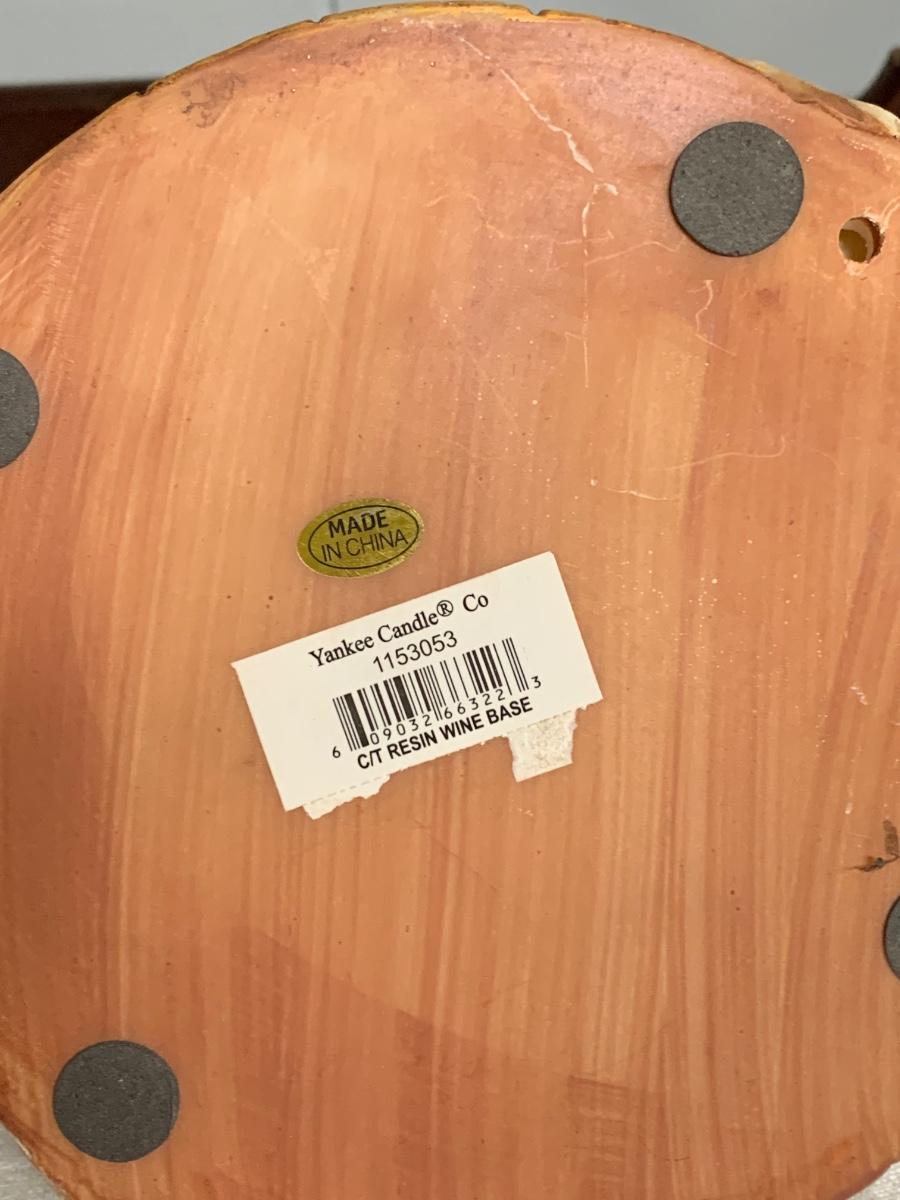 MADE
IN CHINA
Yankee Candle® Co
1153053
6 09032 66322 3
C/T RESIN WINE BASE